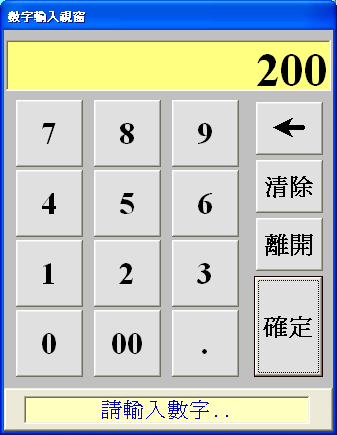 數字輸入視窗
200
7 8 9
清除
4 5 6
離開
1 2 3
確定
0 00 .
請輸入數字..